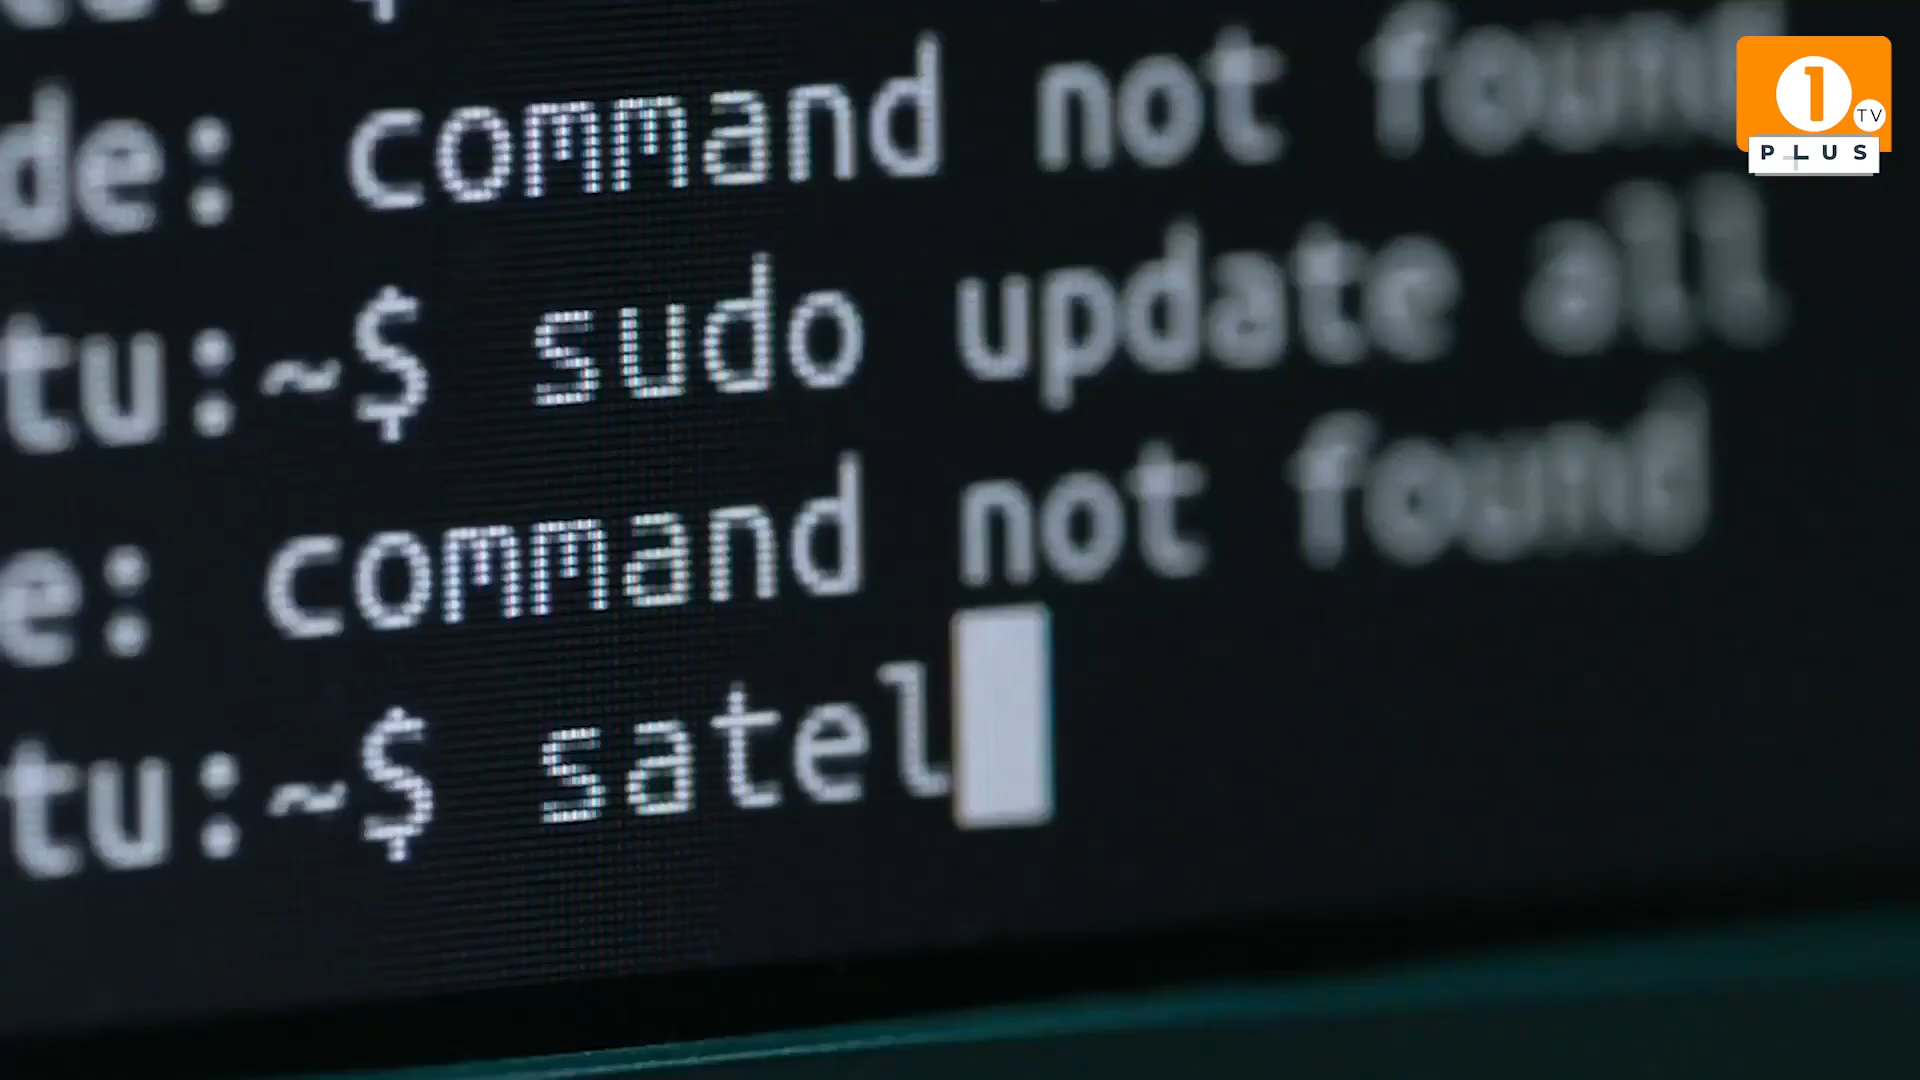 de: command not found
tu:~$ sudo update all
e: command not found
tu:~$ satel
1
TV
PLUS